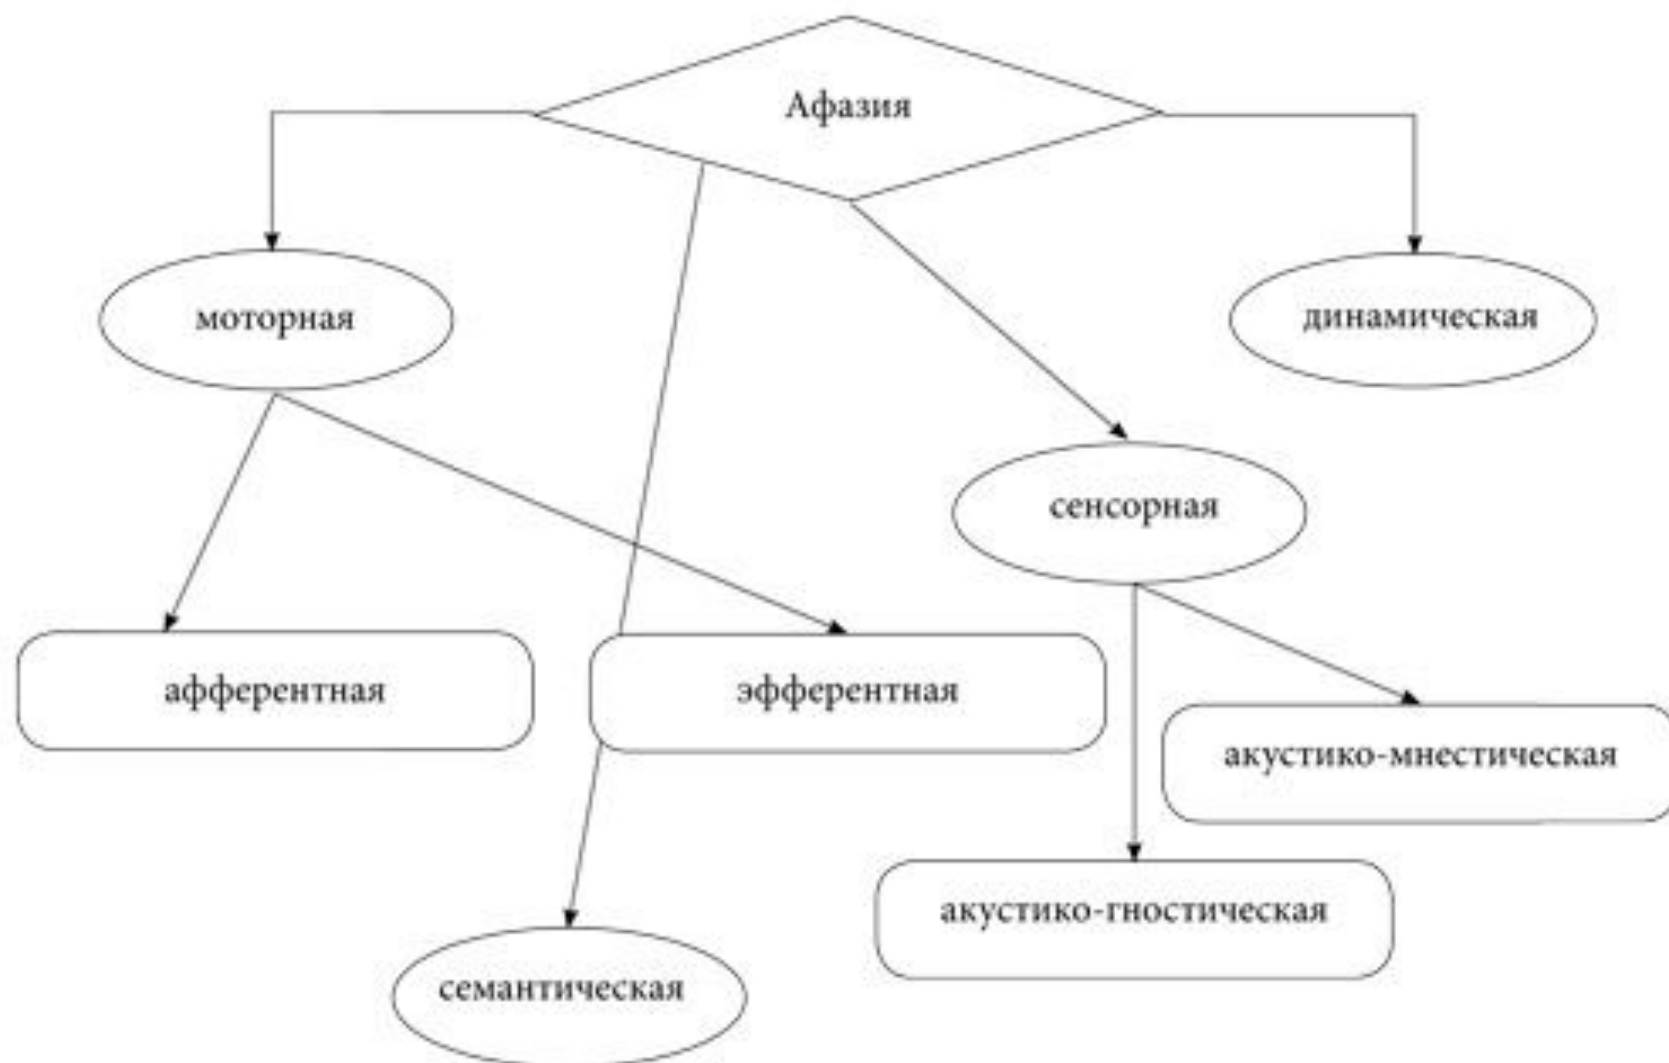 Афазия
моторная
динамическая
сенсорная
афферентная
эфферентная
акустико-мнестическая
акустико-гностическая
семантическая